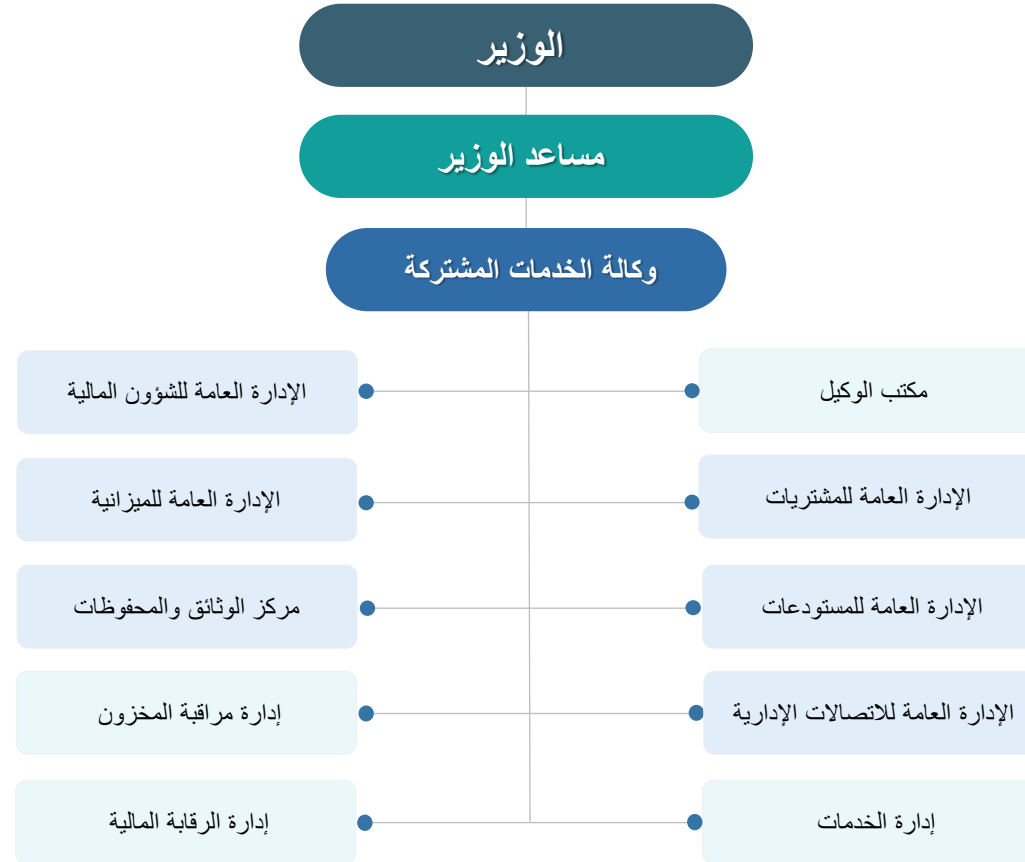 الوزير
مساعد الوزير
وكالة الخدمات المشتركة
مكتب الوكيل
الإدارة العامة للشؤون المالية
الإدارة العامة للمشتريات
الإدارة العامة للميزانية
الإدارة العامة للمستودعات
مركز الوثائق والمحفوظات
الإدارة العامة للاتصالات الإدارية
إدارة مراقبة المخزون
إدارة الخدمات
إدارة الرقابة المالية